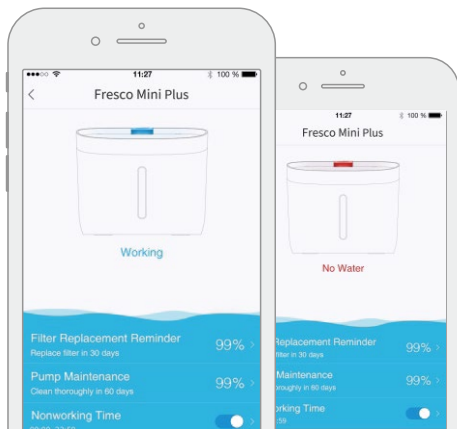 11:27
100 %
Fresco Mini Plus
Working
Filter Replacement Reminder
99%
Replace filter in 30 days
Pump Maintenance
99%
Clean thoroughly in 60 days
Nonworking Time
11:27
100 %
Fresco Mini Plus
No Water
Replacement Reminder
99%
filter in 30 days
Maintenance
99%
in 60 days
Time
:59